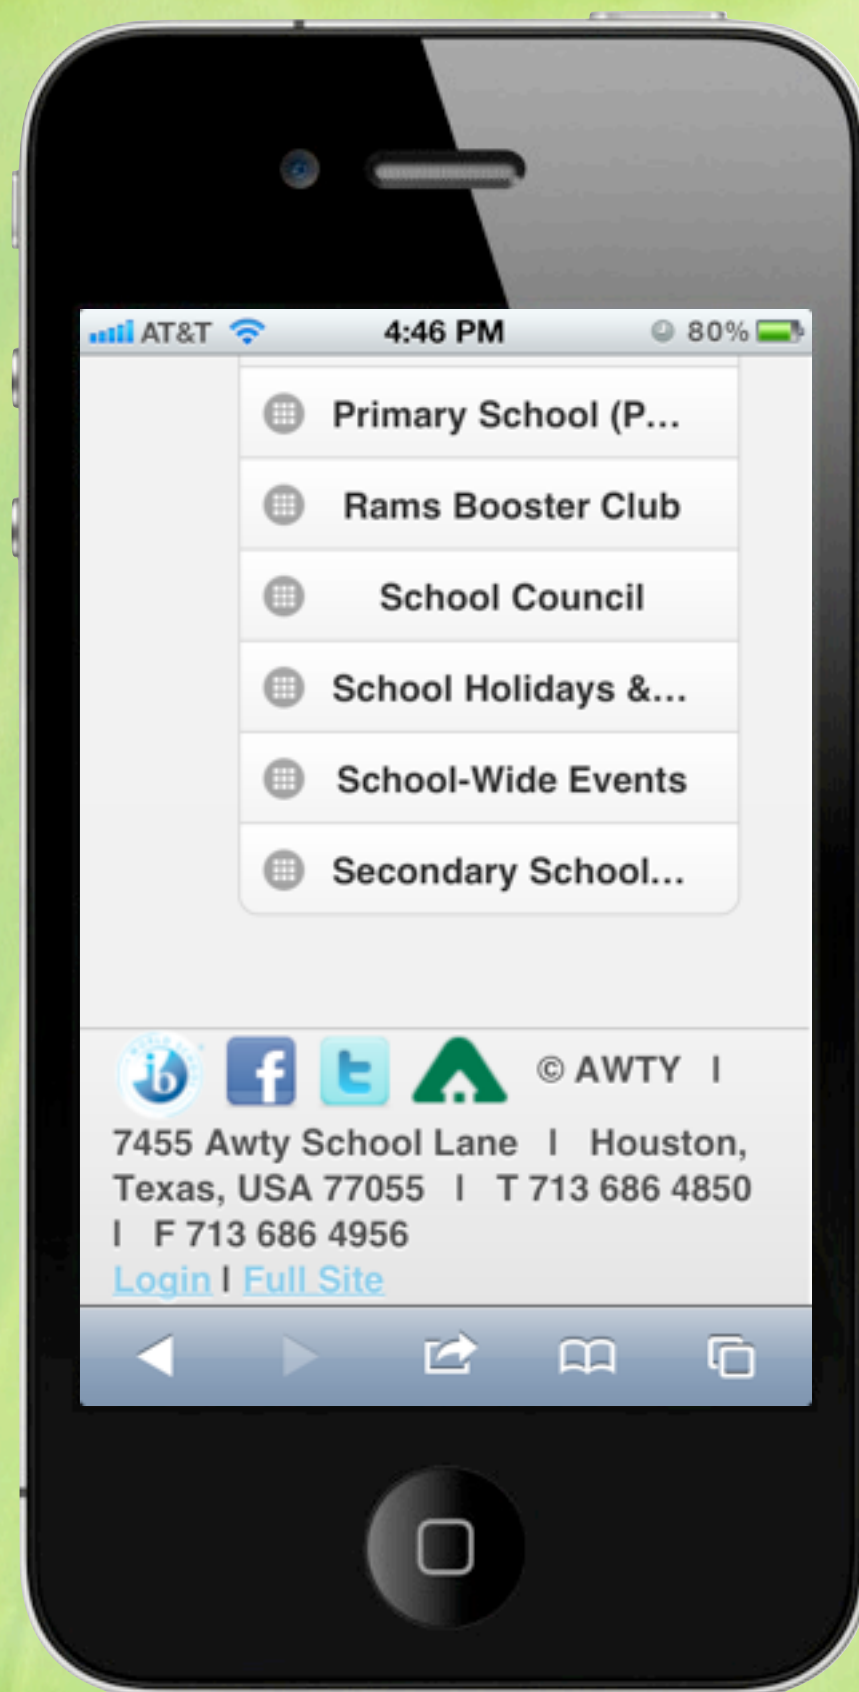 AT&T 4:46 PM 80%
Primary School (P...
Rams Booster Club
School Council
School Holidays &...
School-Wide Events
Secondary School...
ib f t © AWTY I
7455 Awty School Lane I Houston,
Texas, USA 77055 I T 713 686 4850
I F 713 686 4956
Login I Full Site